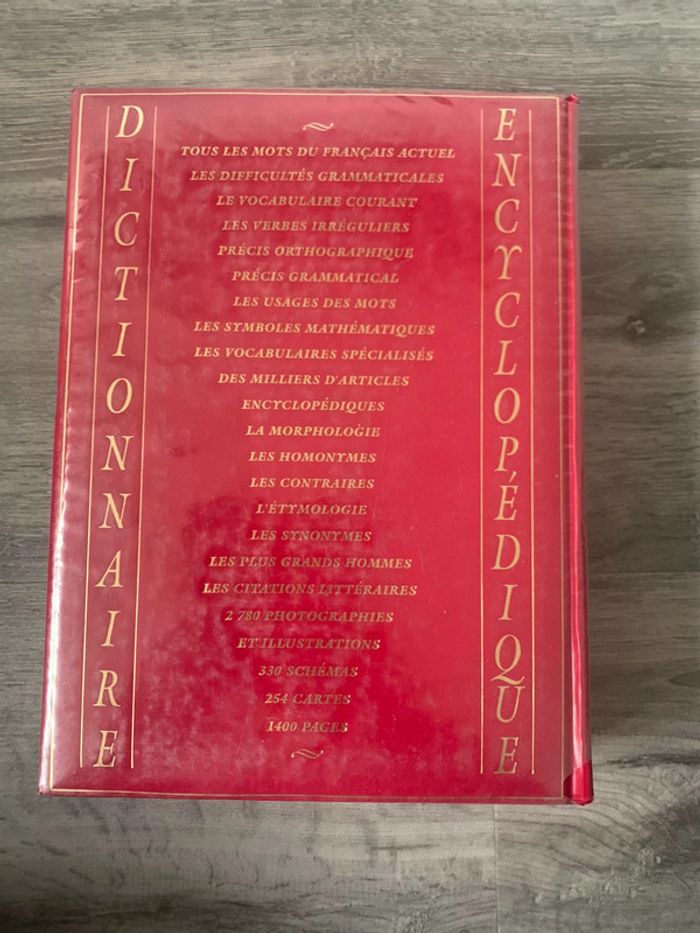 DICTIONNAIRE
TOUS LES MOTS DU FRANÇAIS ACTUEL
LES DIFFICULTÉS GRAMMATICALES
LE VOCABULAIRE COURANT
LES VERBES IRRÉGULIERS
PRÉCIS ORTHOGRAPHIQUE
PRÉCIS GRAMMATICAL
LES USAGES DES MOTS
LES SYMBOLES MATHÉMATIQUES
LES VOCABULAIRES SPÉCIALISÉS
DES MILLIERS D'ARTICLES
ENCYCLOPÉDIQUES
LA MORPHOLOGIE
LES HOMONYMES
LES CONTRAIRES
L'ÉTYMOLOGIE
LES SYNONYMES
LES PLUS GRANDS HOMMES
LES CITATIONS LITTÉRAIRES
2 780 PHOTOGRAPHIES
ET ILLUSTRATIONS
330 SCHÉMAS
254 CARTES
1400 PAGES
ENCYCLOPÉDIQUE